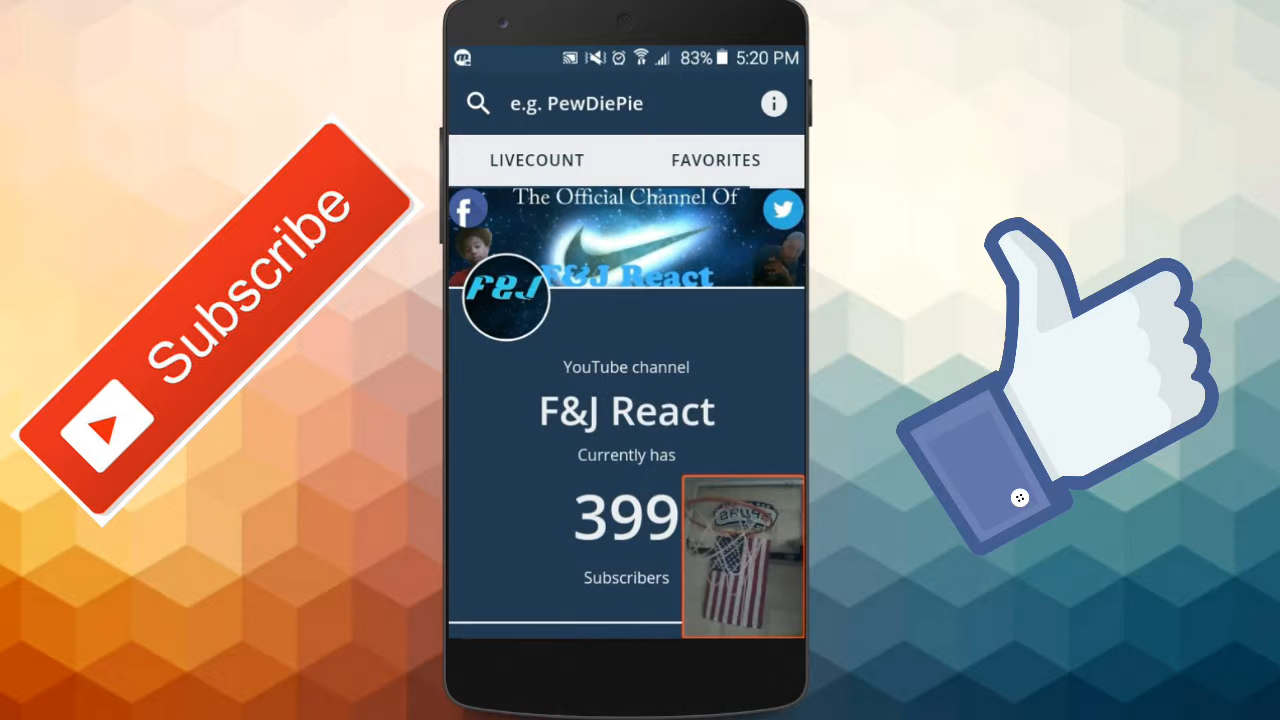 83% 5:20 PM
e.g. PewDiePie
LIVECOUNT FAVORITES
The Official Channel Of
F&J React
F&J
Subscribe
YouTube channel
F&J React
Currently has
399
SPURS
Subscribers